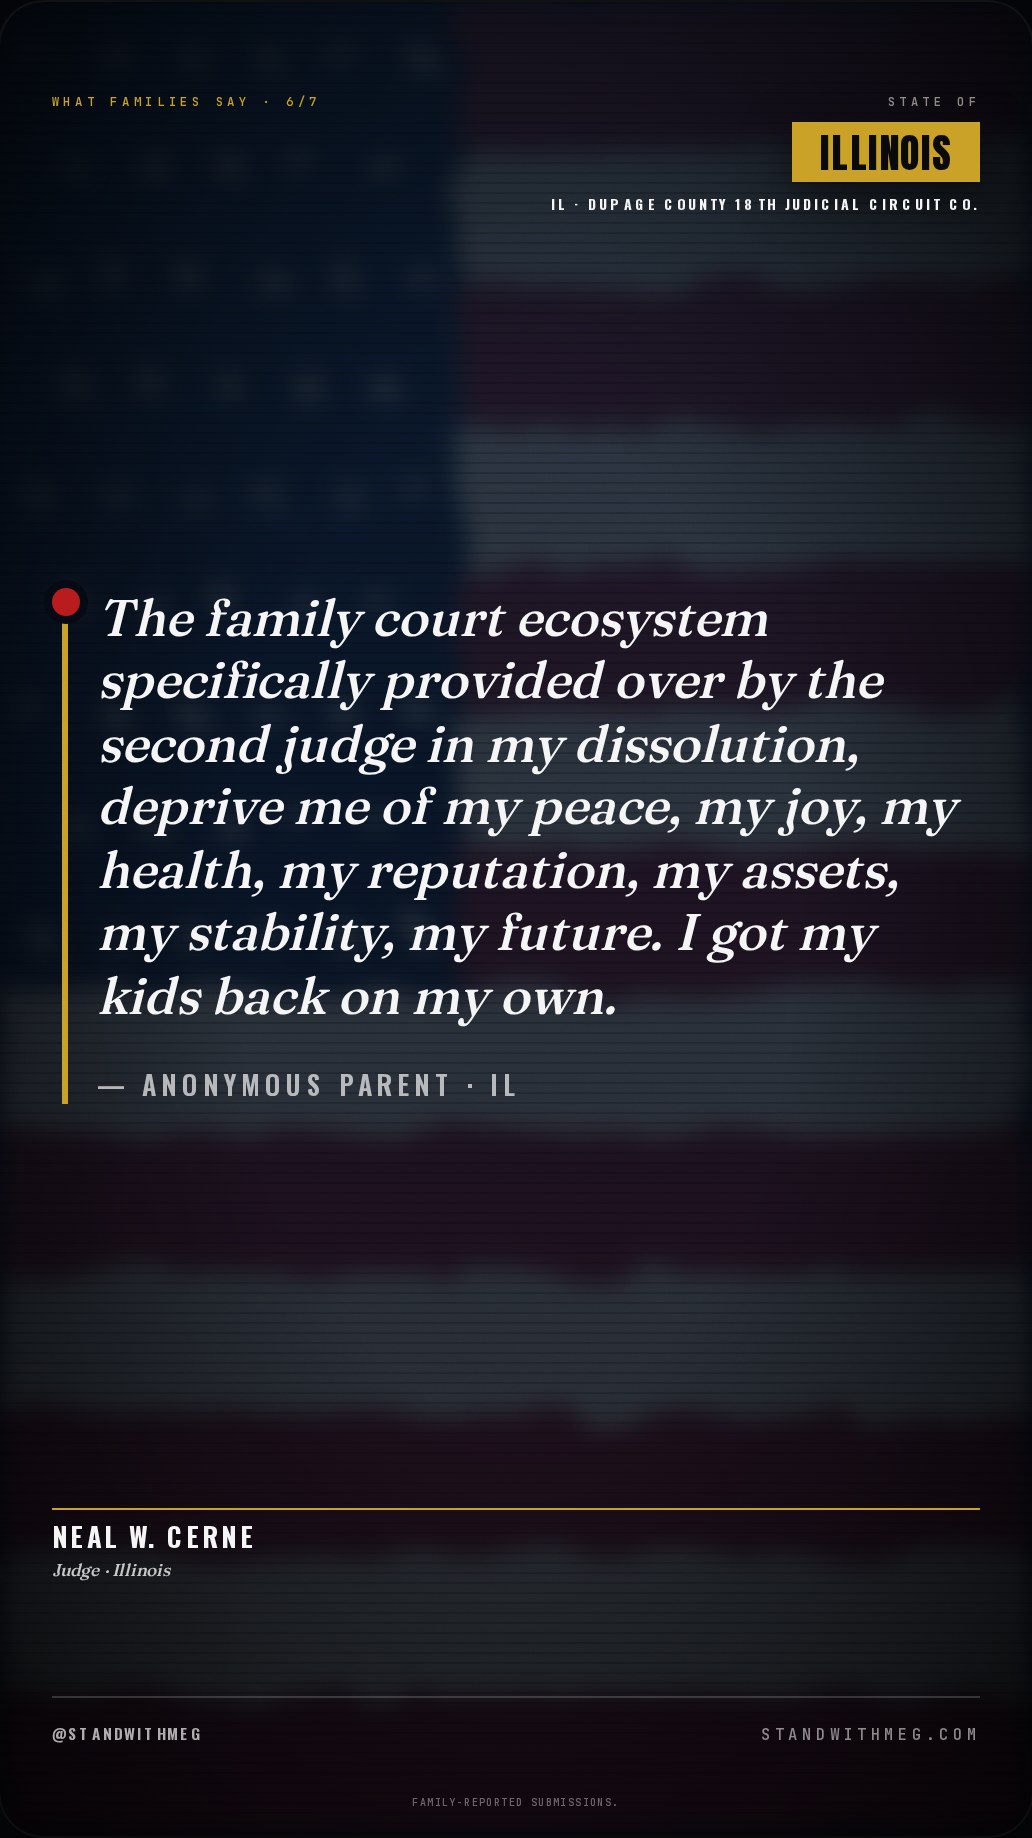 WHAT FAMILIES SAY · 6/7
STATE OF
ILLINOIS
IL · DUPAGE COUNTY 18TH JUDICIAL CIRCUIT CO.
The family court ecosystem
specifically provided over by the
second judge in my dissolution,
deprive me of my peace, my joy, my
health, my reputation, my assets,
my stability, my future. I got my
kids back on my own.
— ANONYMOUS PARENT · IL
NEAL W. CERNE
Judge · Illinois
@STANDWITHMEG
STANDWITHMEG.COM
FAMILY-REPORTED SUBMISSIONS.